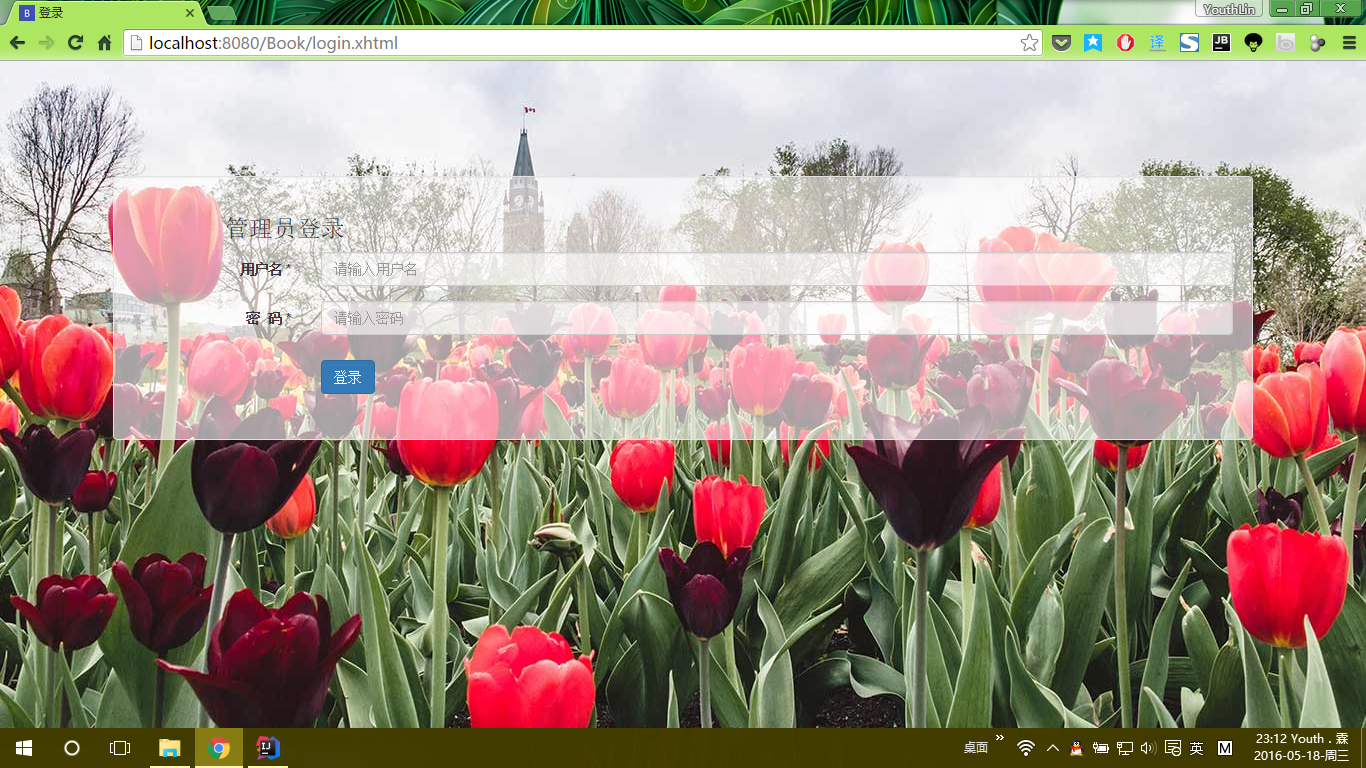 登录
YouthLin
localhost:8080/Book/login.xhtml
译
JB
管理员登录
用户名 *
请输入用户名
密 码 *
请输入密码
登录
桌面
英
M
23:12 Youth . 霖
2016-05-18-周三